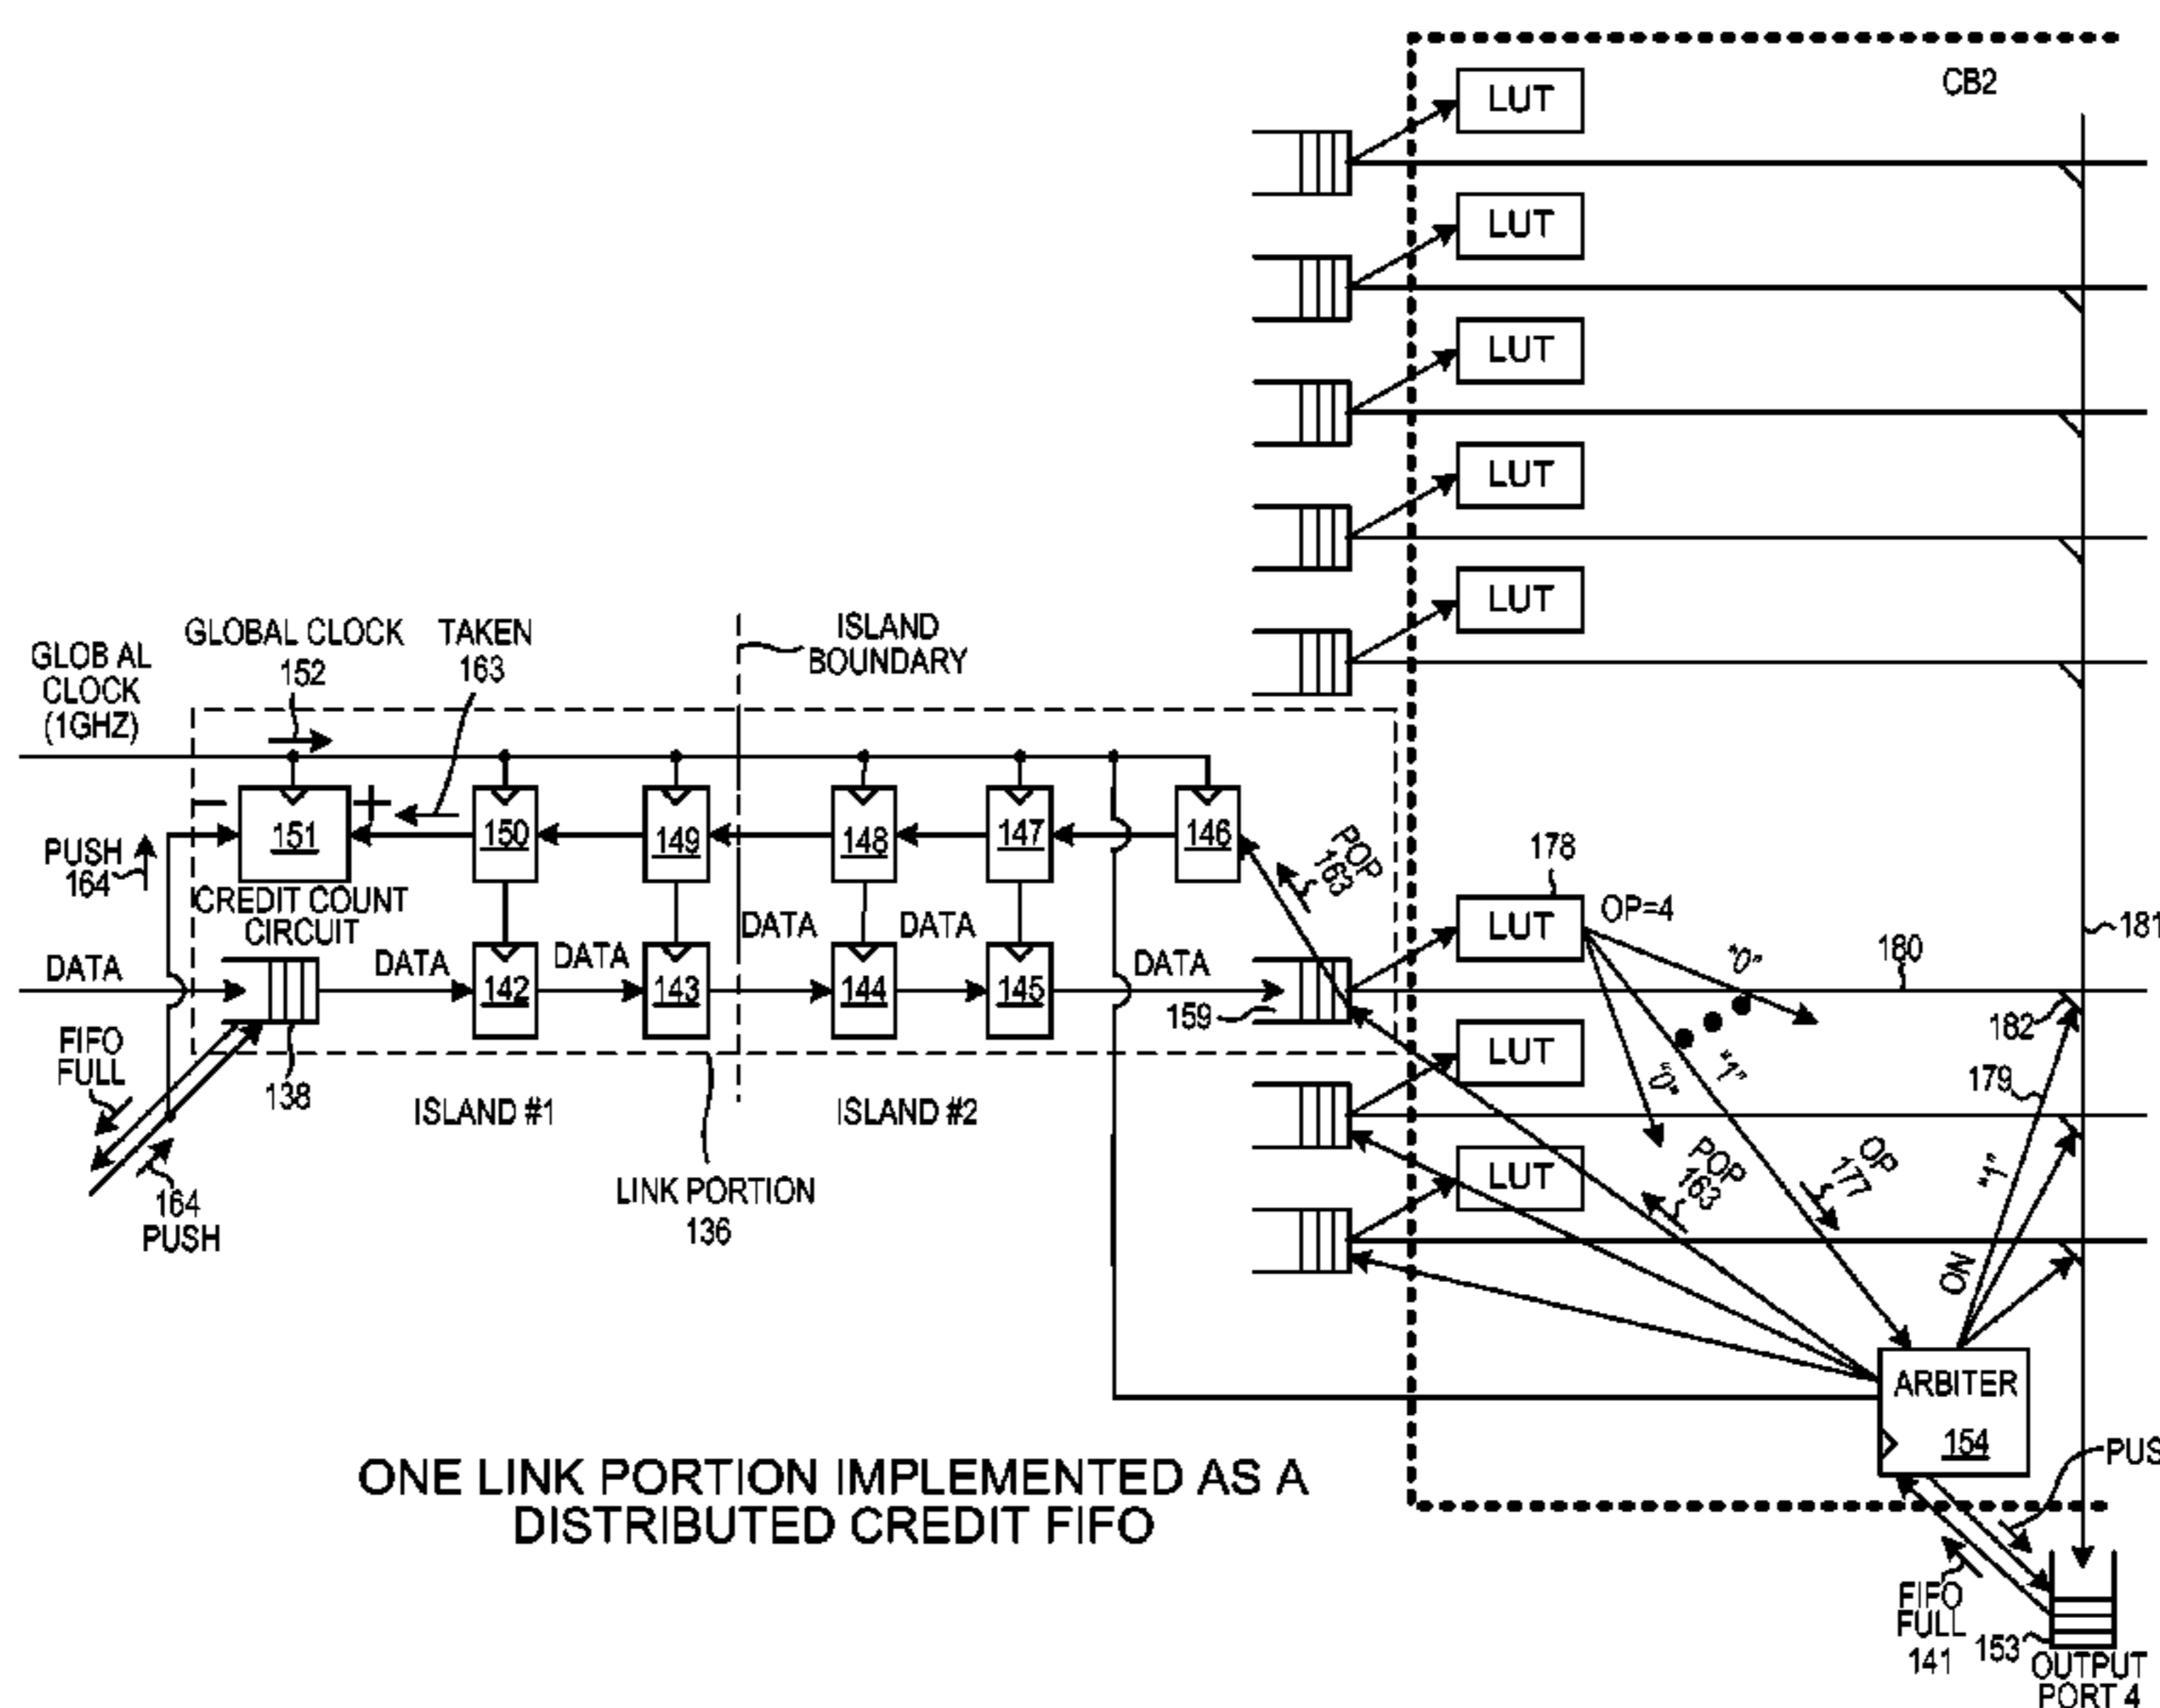 CB2
LUT
LUT
LUT
LUT
LUT
GLOBAL CLOCK
152
TAKEN
163
ISLAND
BOUNDARY
GLOB AL
CLOCK
(1GHZ)
PUSH
164
151
150
149
148
147
146
CREDIT COUNT
CIRCUIT
POP
163
178
LUT
OP=4
"0"
180
181
DATA
DATA
DATA
DATA
DATA
DATA
142
143
144
145
159
182
FIFO
FULL
138
LUT
"0"
"1"
179
ISLAND #1
ISLAND #2
164
PUSH
LINK PORTION
136
LUT
POP
163
OP
177
"1"
ON
ARBITER
154
PUS
ONE LINK PORTION IMPLEMENTED AS A
DISTRIBUTED CREDIT FIFO
FIFO
FULL
141
153
OUTPUT
PORT 4